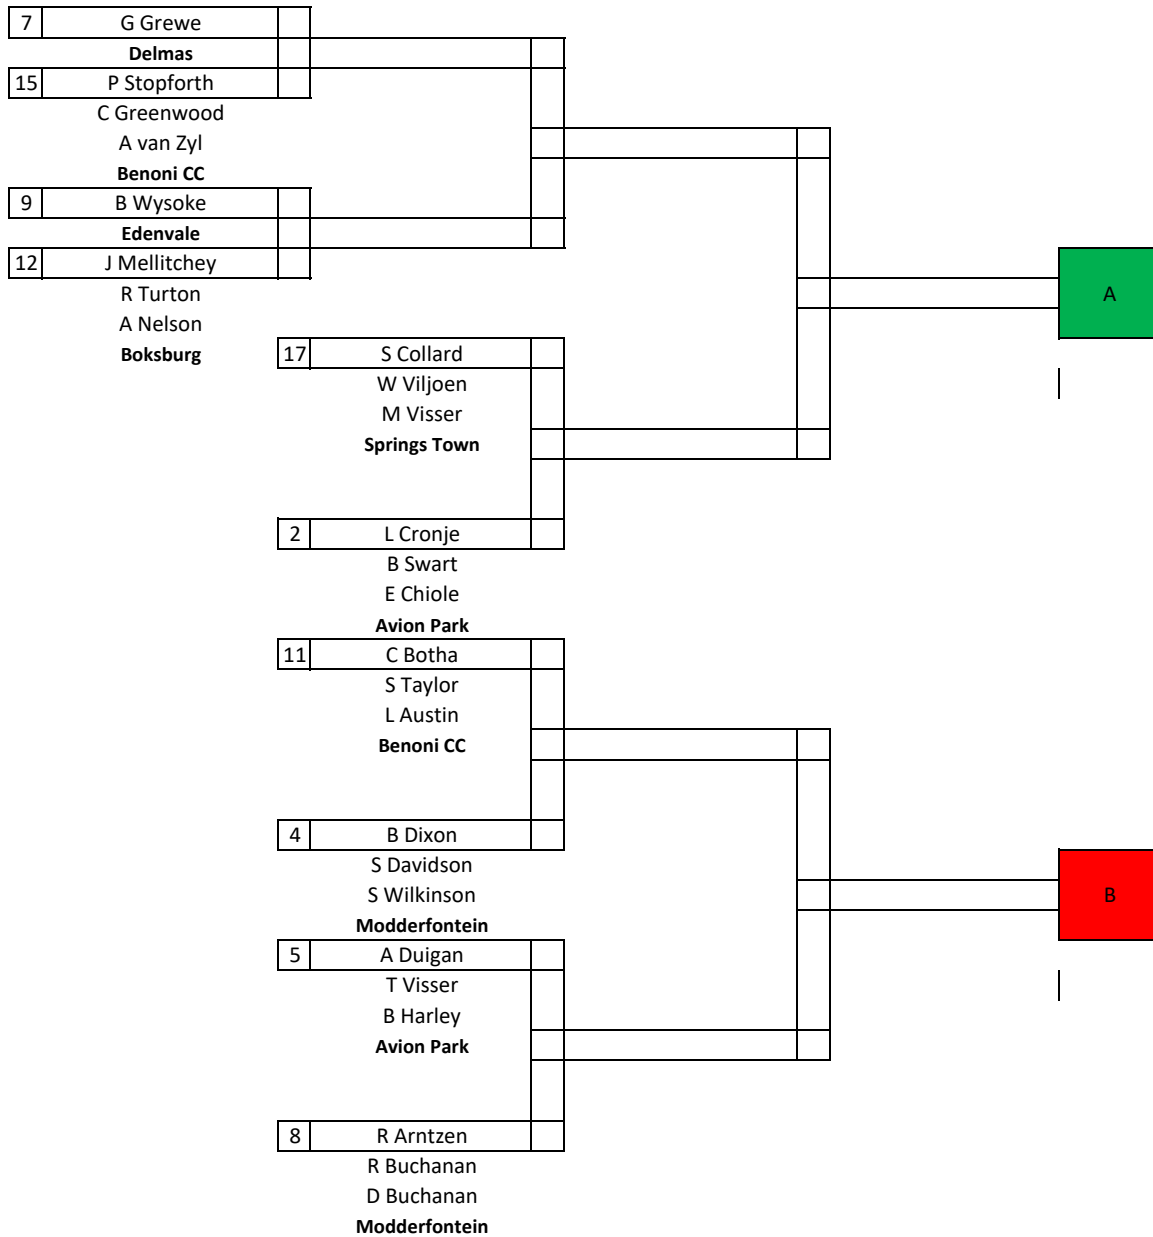 7 G Grewe
Delmas
15 P Stopforth
C Greenwood
A van Zyl
Benoni CC
9 B Wysoke
Edenvale
12 J Mellitchey
A
R Turton
A Nelson
Boksburg
17 S Collard
W Viljoen
M Visser
Springs Town
2 L Cronje
B Swart
E Chiole
Avion Park
11 C Botha
S Taylor
L Austin
Benoni CC
4 B Dixon
S Davidson
S Wilkinson
B
Modderfontein
5 A Duigan
T Visser
B Harley
Avion Park
8 R Arntzen
R Buchanan
D Buchanan
Modderfontein